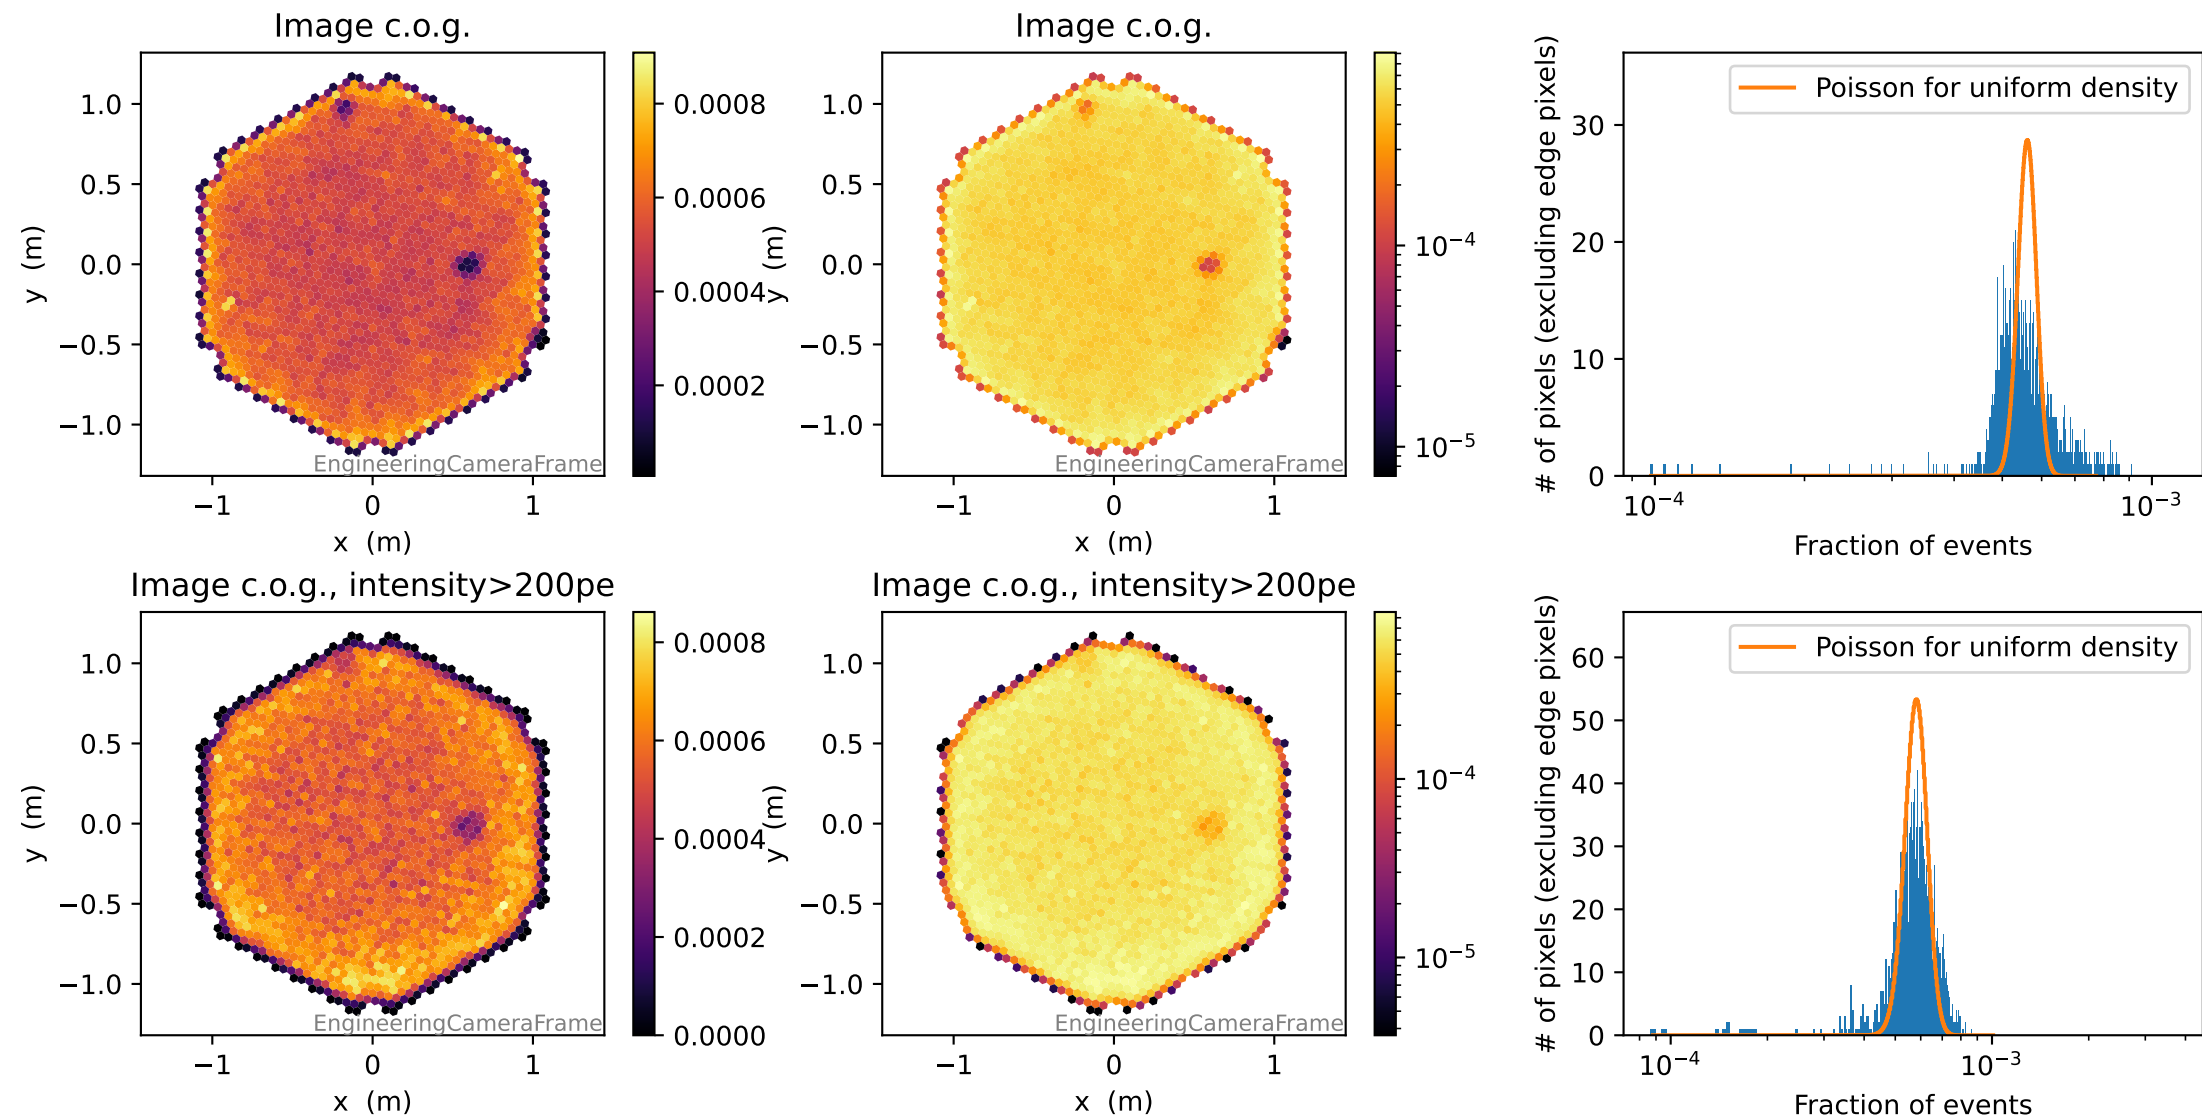 Image c.o.g.
y (m)
1.0
0.5
0.0
−0.5
−1.0
−1
0
1
x (m)
EngineeringCameraFrame
0.0008
0.0006
0.0004
0.0002
Image c.o.g.
y (m)
1.0
0.5
0.0
−0.5
−1.0
−1
0
1
x (m)
EngineeringCameraFrame
10⁻⁴
10⁻⁵
# of pixels (excluding edge pixels)
30
20
10
0
Poisson for uniform density
10⁻⁴
10⁻³
Fraction of events
Image c.o.g., intensity>200pe
y (m)
1.0
0.5
0.0
−0.5
−1.0
−1
0
1
x (m)
EngineeringCameraFrame
0.0008
0.0006
0.0004
0.0002
0.0000
Image c.o.g., intensity>200pe
y (m)
1.0
0.5
0.0
−0.5
−1.0
−1
0
1
x (m)
EngineeringCameraFrame
10⁻⁴
10⁻⁵
# of pixels (excluding edge pixels)
60
50
40
30
20
10
0
Poisson for uniform density
10⁻⁴
10⁻³
Fraction of events